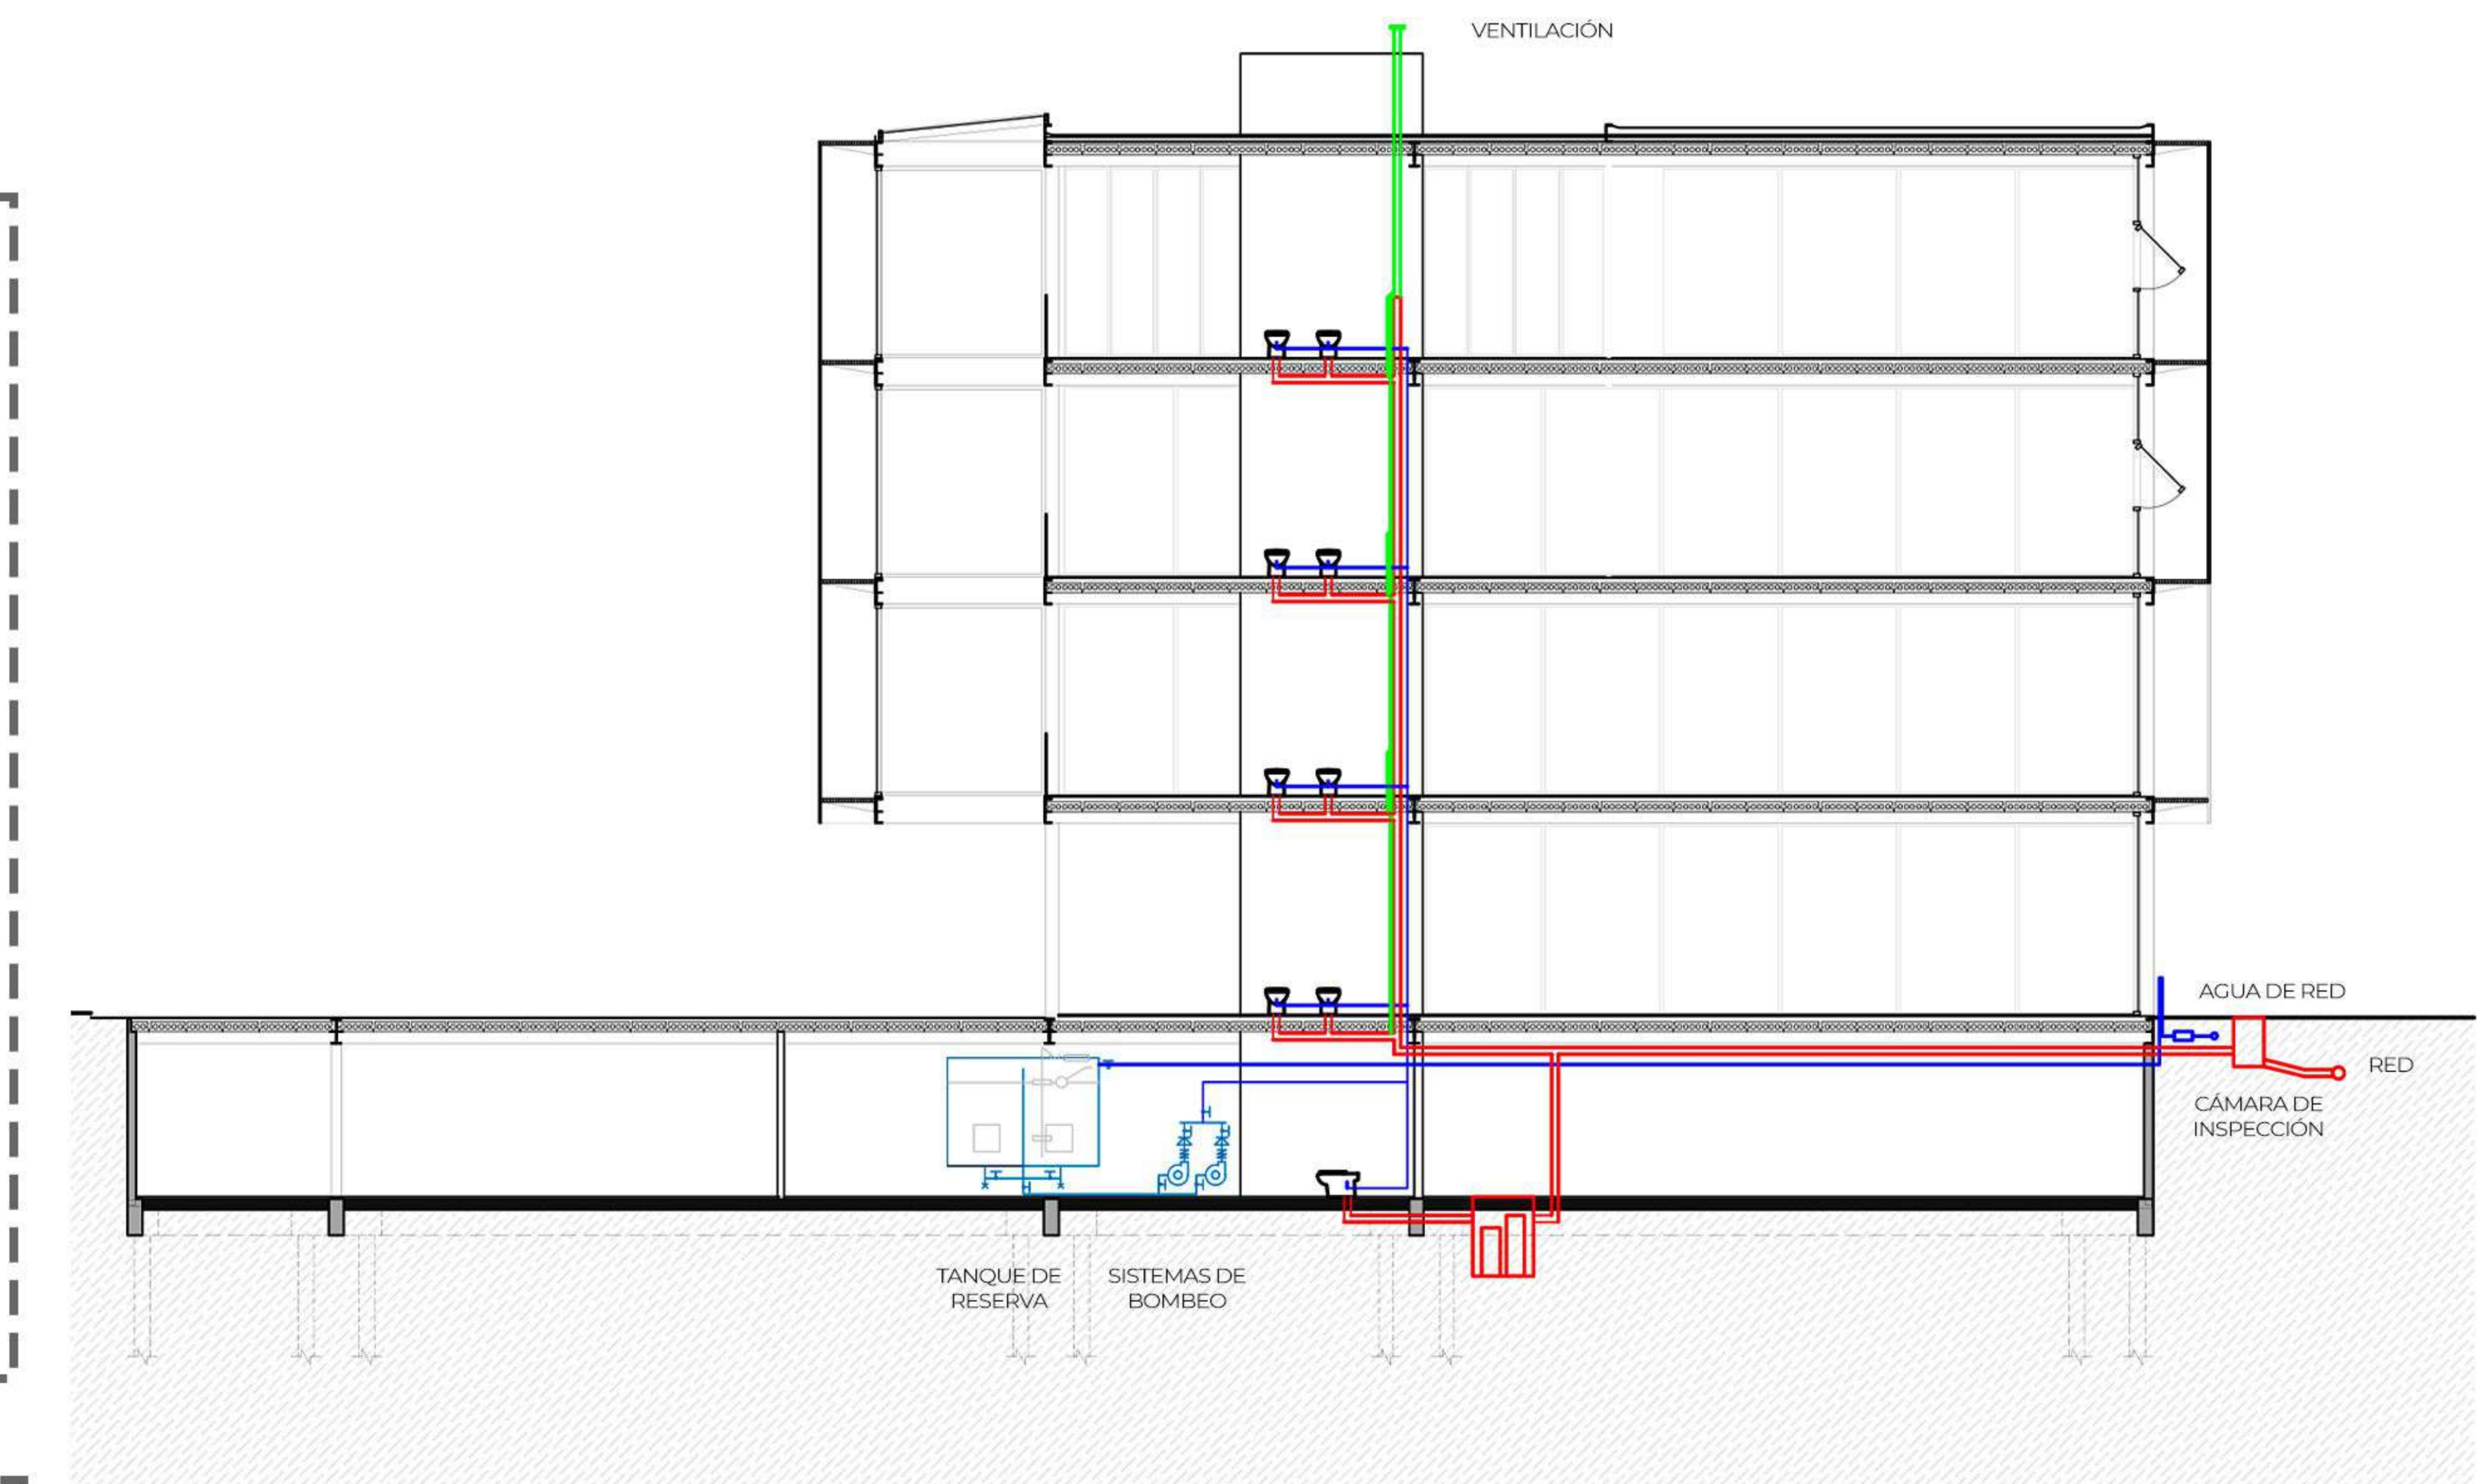 VENTILACIÓN
AGUA DE RED
RED
CÁMARA DE
INSPECCIÓN
TANQUE DE
RESERVA
SISTEMAS DE
BOMBEO